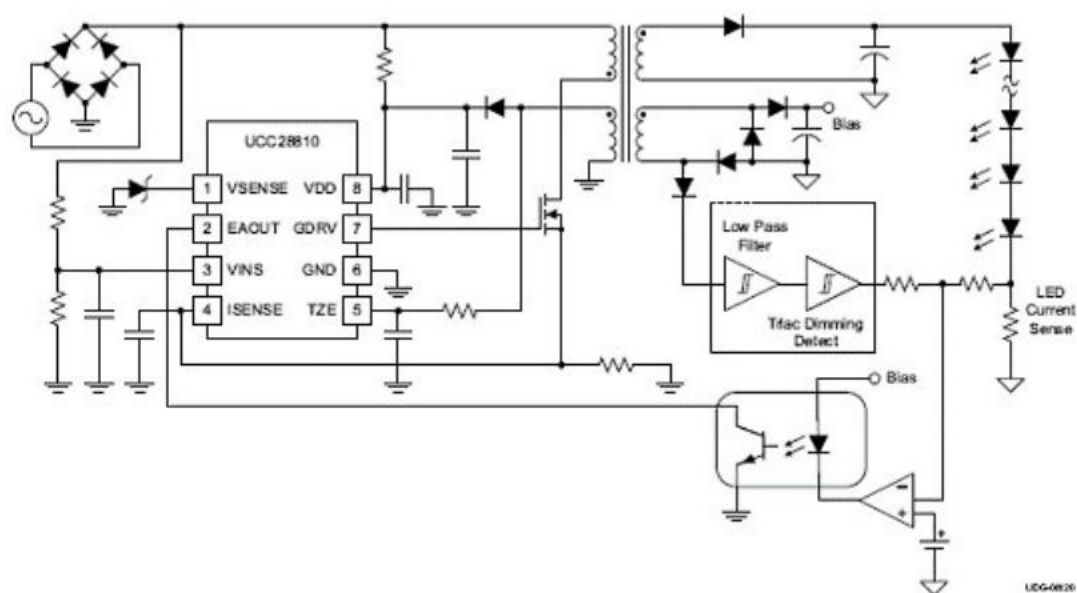 UCC28810
1 VSENSE VDD 8
2 EAOUT GDRV 7
3 VINS GND 6
4 ISENSE TZE 5
Bias
Low Pass
Filter
Triac Dimming
Detect
LED
Current
Sense
Bias